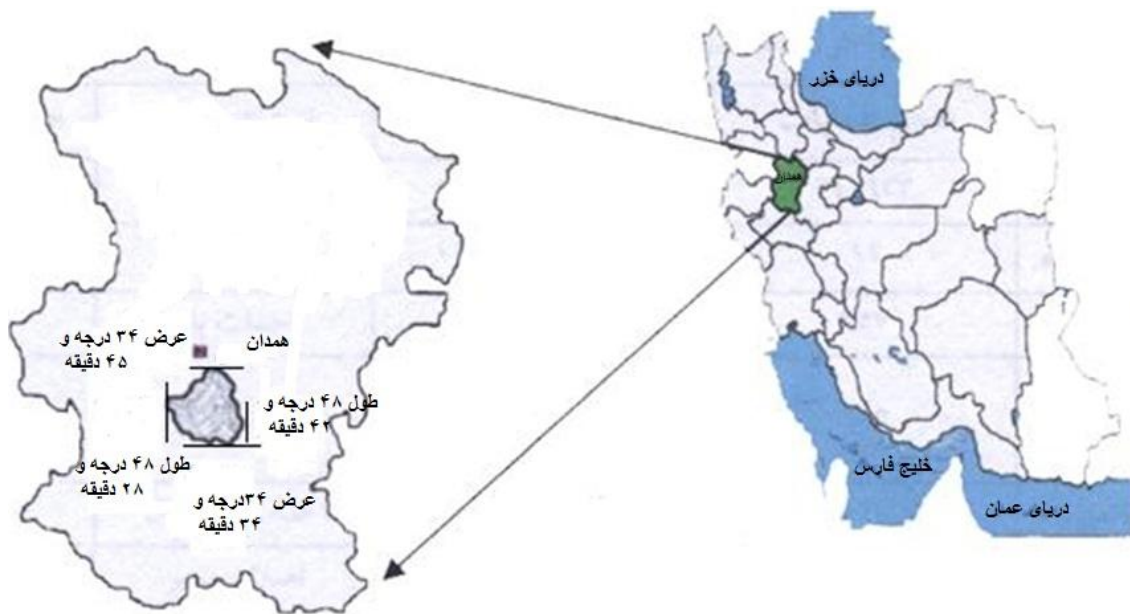 دریای خزر
همدان
خلیج فارس
دریای عمان
عرض ۳۴ درجه و
۴۵ دقیقه
همدان
طول ۴۸ درجه و
۴۲ دقیقه
طول ۴۸ درجه و
۲۸ دقیقه
عرض ۳۴درجه و
۳۴ دقیقه